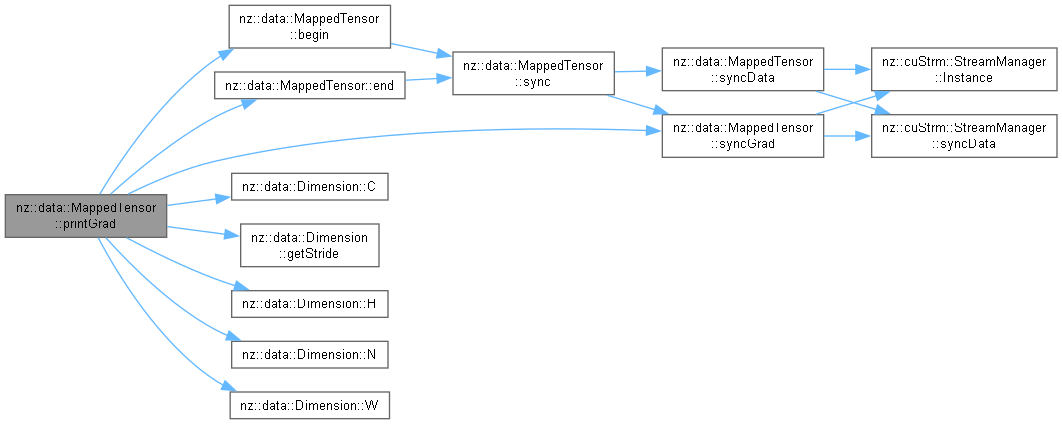 nz::data::MappedTensor
::begin
nz::data::MappedTensor
::sync
nz::data::MappedTensor
::syncData
nz::cuStrm::StreamManager
::Instance
nz::data::MappedTensor::end
nz::data::MappedTensor
::syncGrad
nz::cuStrm::StreamManager
::syncData
nz::data::Dimension::C
nz::data::MappedTensor
::printGrad
nz::data::Dimension
::getStride
nz::data::Dimension::H
nz::data::Dimension::N
nz::data::Dimension::W